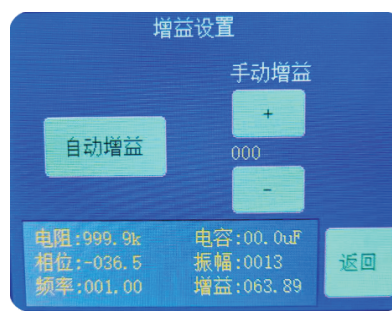 增益设置
手动增益
+
自动增益
000
-
电阻:999.9k 电容:00.0uF
相位:-036.5 振幅:0013
频率:001.00 增益:063.89
返回